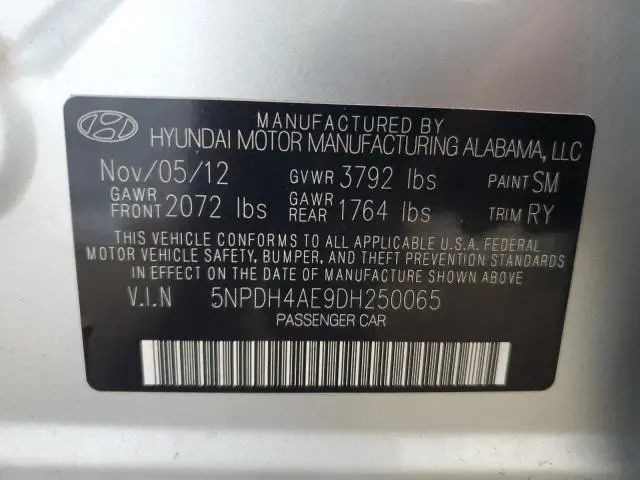 MANUFACTURED BY
HYUNDAI MOTOR MANUFACTURING ALABAMA, LLC
Nov/05/12 GVWR 3792 lbs PAINT SM
GAWR FRONT 2072 lbs GAWR REAR 1764 lbs TRIM RY
THIS VEHICLE CONFORMS TO ALL APPLICABLE U.S.A. FEDERAL
MOTOR VEHICLE SAFETY, BUMPER, AND THEFT PREVENTION STANDARDS
IN EFFECT ON THE DATE OF MANUFACTURE SHOWN ABOVE
V.I.N 5NPDH4AE9DH250065
PASSENGER CAR